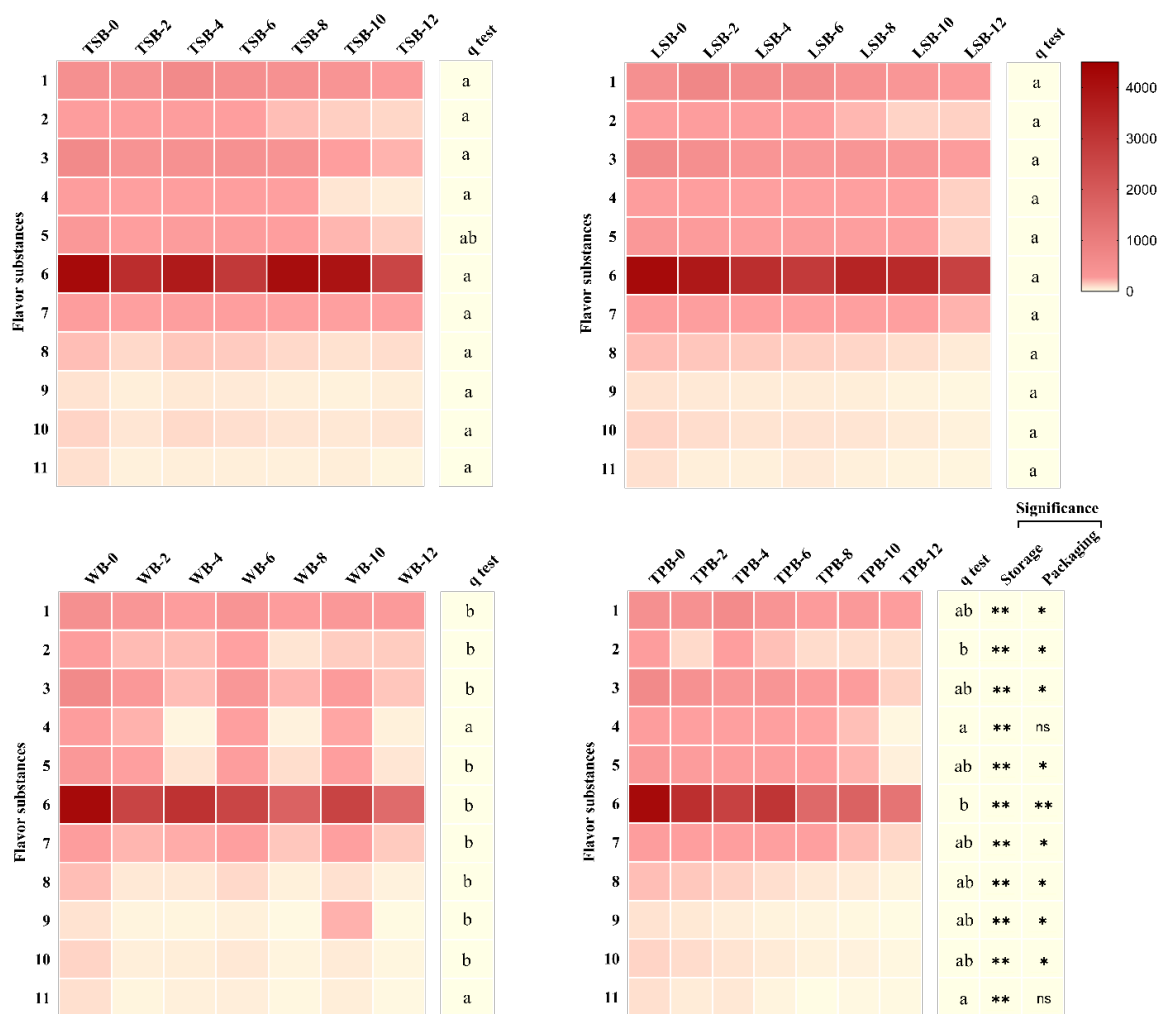 TSB-0 TSB-2 TSB-4 TSB-6 TSB-8 TSB-10 TSB-12 q test
Flavor substances
1 a
2 a
3 a
4 a
5 ab
6 a
7 a
8 a
9 a
10 a
11 a
LSB-0 LSB-2 LSB-4 LSB-6 LSB-8 LSB-10 LSB-12 q test
Flavor substances
1 a
2 a
3 a
4 a
5 a
6 a
7 a
8 a
9 a
10 a
11 a
4000
3000
2000
1000
0
WB-0 WB-2 WB-4 WB-6 WB-8 WB-10 WB-12 q test
Flavor substances
1 b
2 b
3 b
4 a
5 b
6 b
7 b
8 b
9 b
10 b
11 a
Significance
TPB-0 TPB-2 TPB-4 TPB-6 TPB-8 TPB-10 TPB-12 q test Storage Packaging
Flavor substances
1 ab ** *
2 b ** *
3 ab ** *
4 a ** ns
5 ab ** *
6 b ** **
7 ab ** *
8 ab ** *
9 ab ** *
10 ab ** *
11 a ** ns